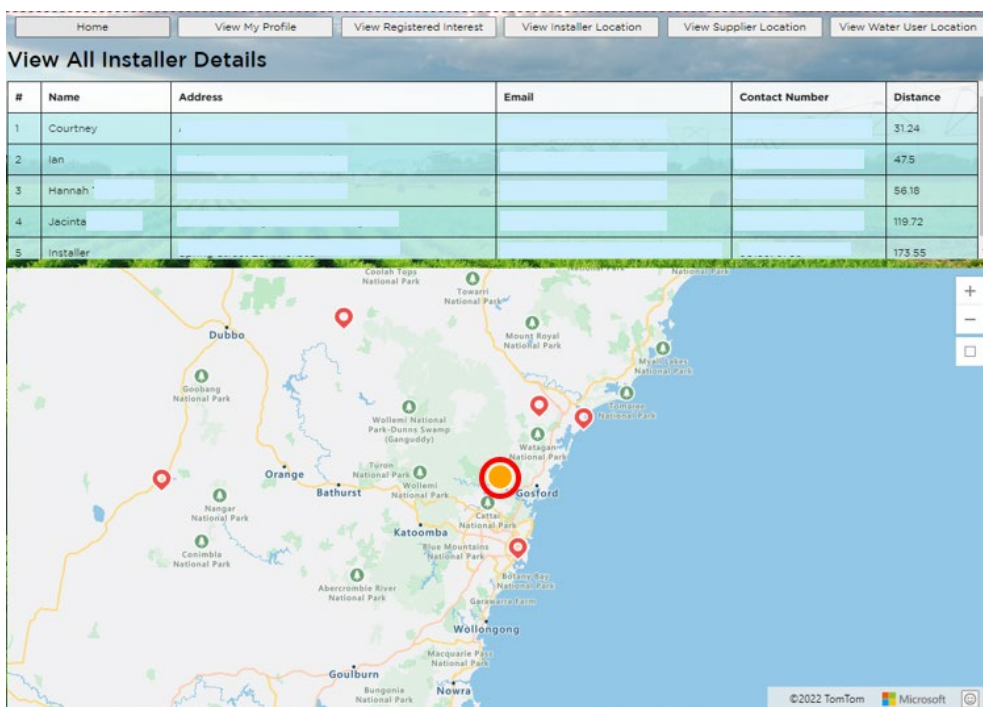 Home View My Profile View Registered Interest View Installer Location View Supplier Location View Water User Location
View All Installer Details
# Name Address Email Contact Number Distance
1 Courtney 31.24
2 Ian 47.5
3 Hannah 56.18
4 Jacinta 119.72
5 Installer 173.55
Coolah Tops
National Park
National Park
Towarri
National Park
Dubbo
Mount Royal
National Park
Myall Lakes
National Park
Goobang
National Park
Tomaree
National Park
Wollemi National
Park-Dunns Swamp
(Ganguddy)
Watagan
National Park
Turon
National Park
Orange
Wollemi
National Park
Bathurst
Gosford
Nangar
National Park
Cattai
National Park
Katoomba
Blue Mountains
National Park
Conimbla
National Park
Botany Bay
National Park
Abercrombie River
National Park
Garawarra Farm
Wollongong
Macquarie Pass
National Park
Goulburn
Bungonia
National Park
Nowra
©2022 TomTom Microsoft